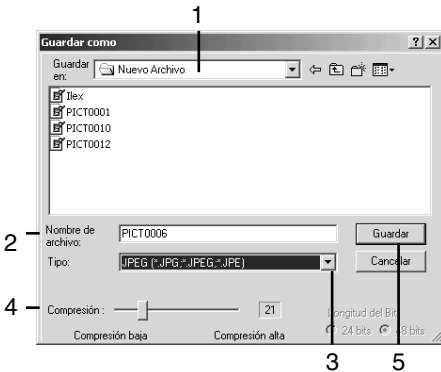 1
Guardar como
Guardar en:
Nuevo Archivo
Ilex
PICT0001
PICT0010
PICT0012
2
Nombre de archivo:
PICT0006
Guardar
Tipo:
JPEG (*.JPG;*.JPEG;*.JPE)
Cancelar
4
Compresión :
21
Longitud del Bit
24 bits
48 bits
Compresión baja
Compresión alta
3
5